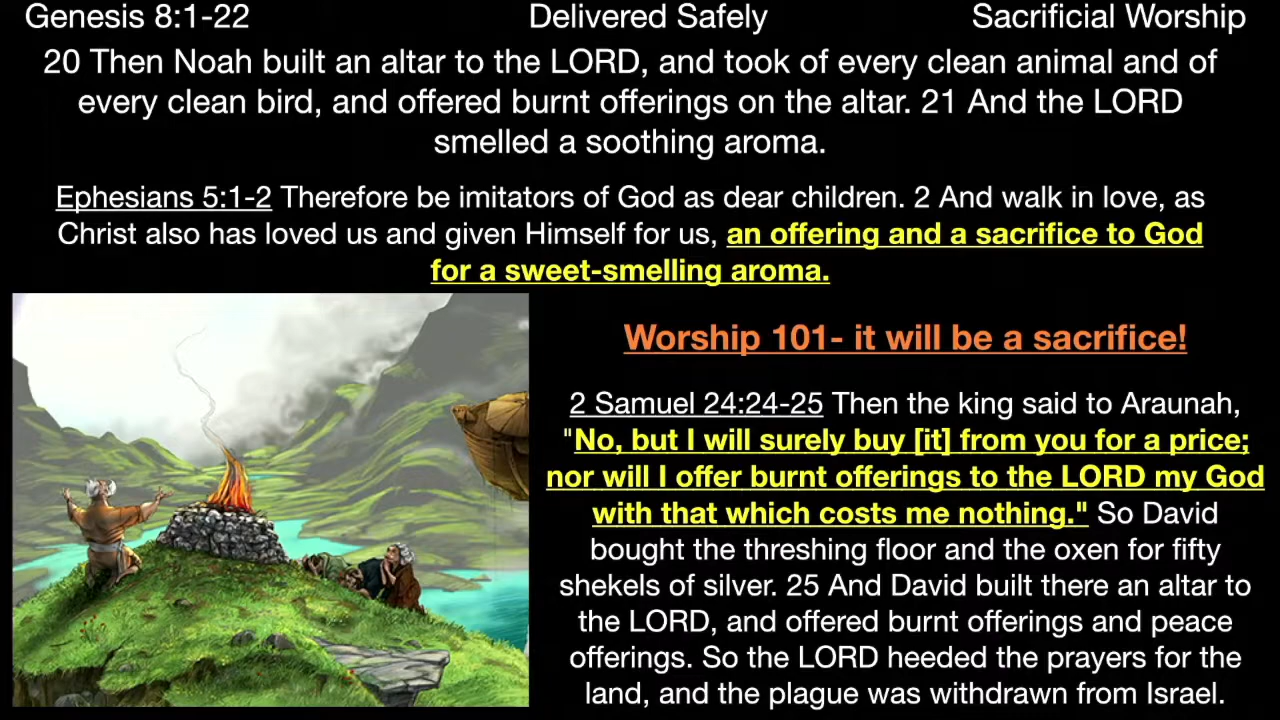 Genesis 8:1-22 Delivered Safely Sacrificial Worship
20 Then Noah built an altar to the LORD, and took of every clean animal and of
every clean bird, and offered burnt offerings on the altar. 21 And the LORD
smelled a soothing aroma.
Ephesians 5:1-2 Therefore be imitators of God as dear children. 2 And walk in love, as
Christ also has loved us and given Himself for us, an offering and a sacrifice to God
for a sweet-smelling aroma.
Worship 101- it will be a sacrifice!
2 Samuel 24:24-25 Then the king said to Araunah,
"No, but I will surely buy [it] from you for a price;
nor will I offer burnt offerings to the LORD my God
with that which costs me nothing." So David
bought the threshing floor and the oxen for fifty
shekels of silver. 25 And David built there an altar to
the LORD, and offered burnt offerings and peace
offerings. So the LORD heeded the prayers for the
land, and the plague was withdrawn from Israel.